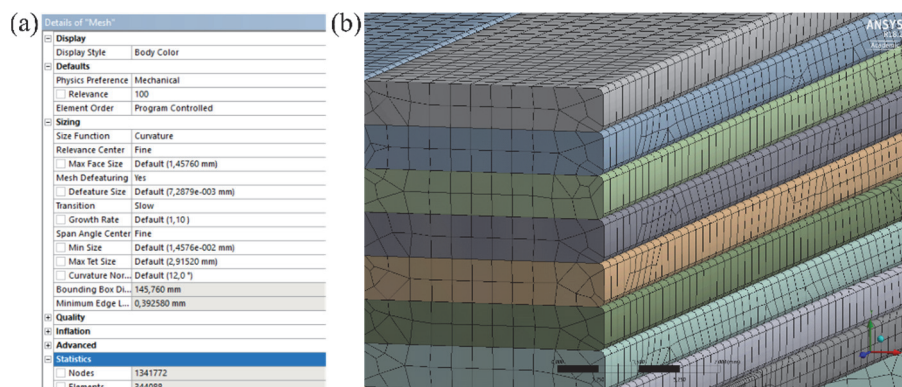 (a)
Details of "Mesh"
Display
Display Style Body Color
Defaults
Physics Preference Mechanical
Relevance 100
Element Order Program Controlled
Sizing
Size Function Curvature
Relevance Center Fine
Max Face Size Default (1,45760 mm)
Mesh Defeaturing Yes
Defeature Size Default (7,2879e-003 mm)
Transition Slow
Growth Rate Default (1,10 )
Span Angle Center Fine
Min Size Default (1,4576e-002 mm)
Max Tet Size Default (2,91520 mm)
Curvature Nor... Default (12,0 °)
Bounding Box Di... 145,760 mm
Minimum Edge L... 0,392580 mm
Quality
Inflation
Advanced
Statistics
Nodes 1341772
Elements 344088
(b)
ANSYS
R18.2
Academic